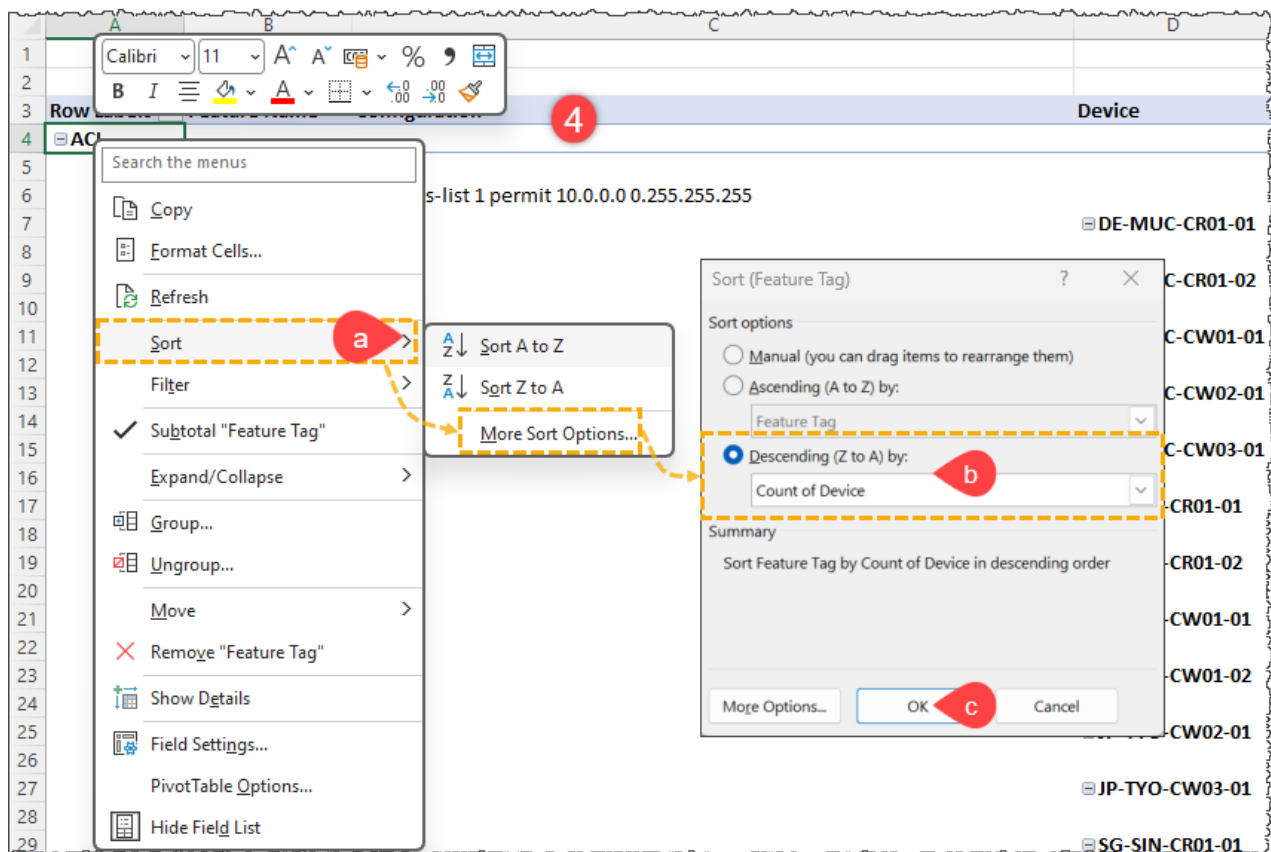 A B C D
Calibri 11 A A % 9
B I A .00 .00
1
2
3 Row Labels Feature Name Configuration Device
4 ACL
5
6 s-list 1 permit 10.0.0.0 0.255.255.255
7 DE-MUC-CR01-01
8
9 C-CR01-02
10
11 C-CW01-01
12
13 C-CW02-01
14
15 C-CW03-01
16
17 -CR01-01
18
19 -CR01-02
20
21 -CW01-01
22
23 -CW01-02
24
25 -CW02-01
26
27 JP-TYO-CW03-01
28
29 SG-SIN-CR01-01
4
Search the menus
Copy
Format Cells...
Refresh
Sort
a
Filter
Subtotal "Feature Tag"
Expand/Collapse
Group...
Ungroup...
Move
Remove "Feature Tag"
Show Details
Field Settings...
PivotTable Options...
Hide Field List
Sort A to Z
Sort Z to A
More Sort Options...
Sort (Feature Tag) ?
Sort options
Manual (you can drag items to rearrange them)
Ascending (A to Z) by:
Feature Tag
Descending (Z to A) by:
b
Count of Device
Summary
Sort Feature Tag by Count of Device in descending order
More Options... OK c Cancel